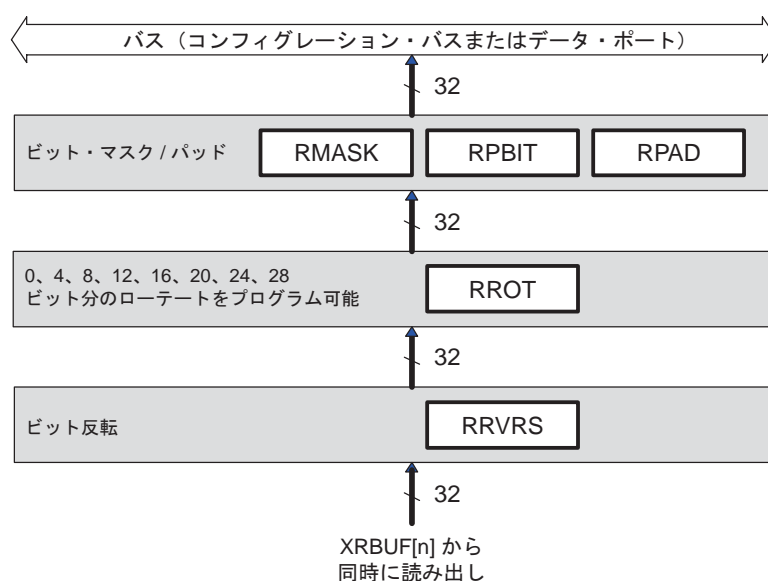 バス（コンフィグレーション・バスまたはデータ・ポート）
32
ビット・マスク / パッド
RMASK
RPBIT
RPAD
32
0、4、8、12、16、20、24、28
ビット分のローテートをプログラム可能
RROT
32
ビット反転
RRVRS
32
XRBUF[n] から
同時に読み出し